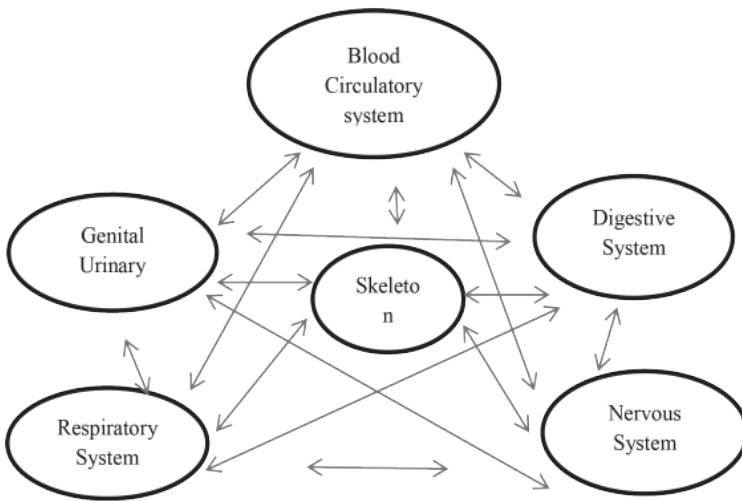 Blood
Circulatory
system
Genital
Urinary
Digestive
System
Skeleto
n
Respiratory
System
Nervous
System